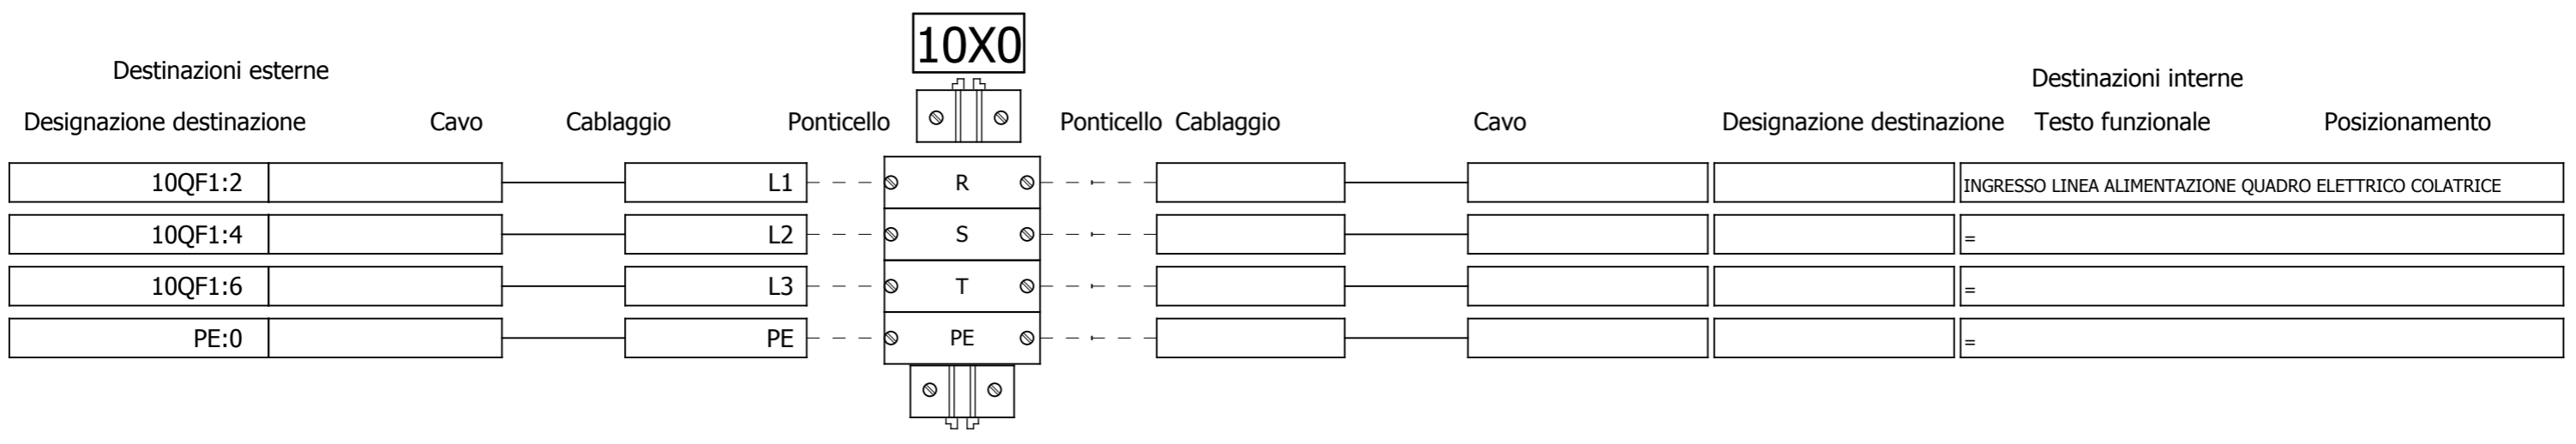 10X0
Destinazioni esterne
Destinazioni interne
Designazione destinazione Cavo Cablaggio Ponticello Ponticello Cablaggio Cavo Designazione destinazione Testo funzionale Posizionamento
10QF1:2 L1 R INGRESSO LINEA ALIMENTAZIONE QUADRO ELETTRICO COLATRICE
10QF1:4 L2 S =
10QF1:6 L3 T =
PE:0 PE PE =